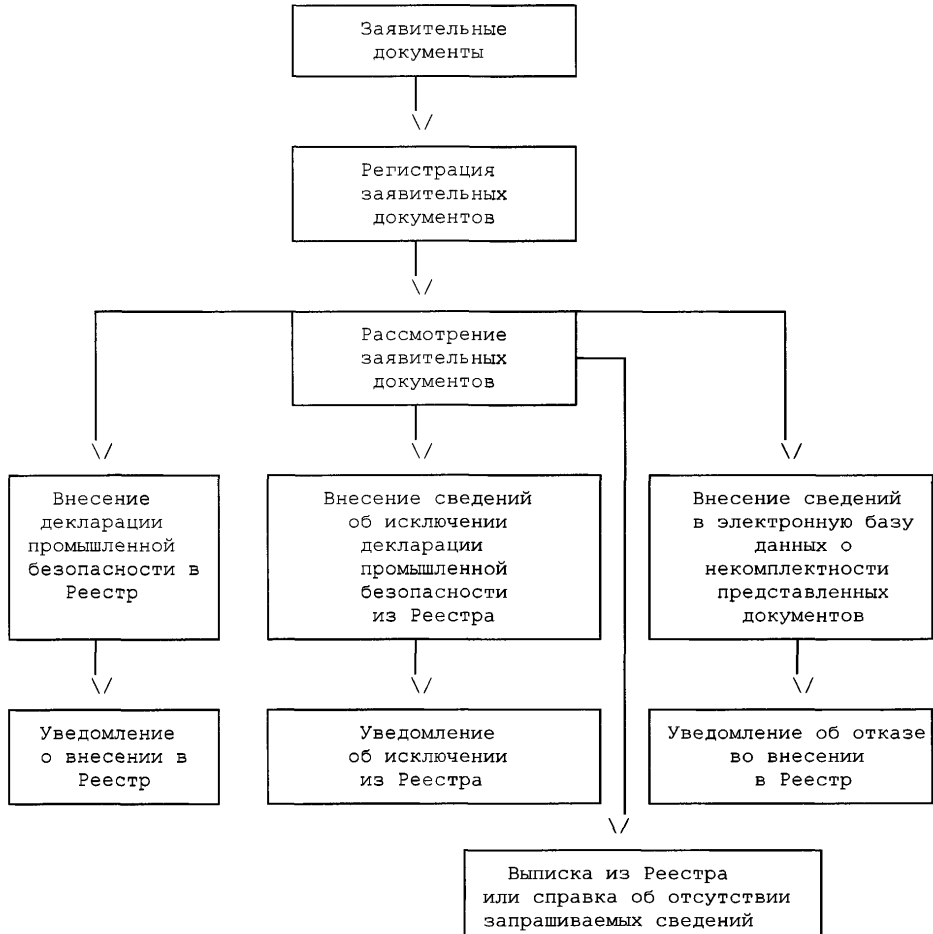 Заявительные
документы
Регистрация
заявительных
документов
Рассмотрение
заявительных
документов
Внесение
декларации
промышленной
безопасности в
Реестр
Внесение сведений
об исключении
декларации
промышленной
безопасности
из Реестра
Внесение сведений
в электронную базу
данных о
некомплектности
представленных
документов
Уведомление
о внесении в
Реестр
Уведомление
об исключении
из Реестра
Уведомление об отказе
во внесении
в Реестр
Выписка из Реестра
или справка об отсутствии
запрашиваемых сведений